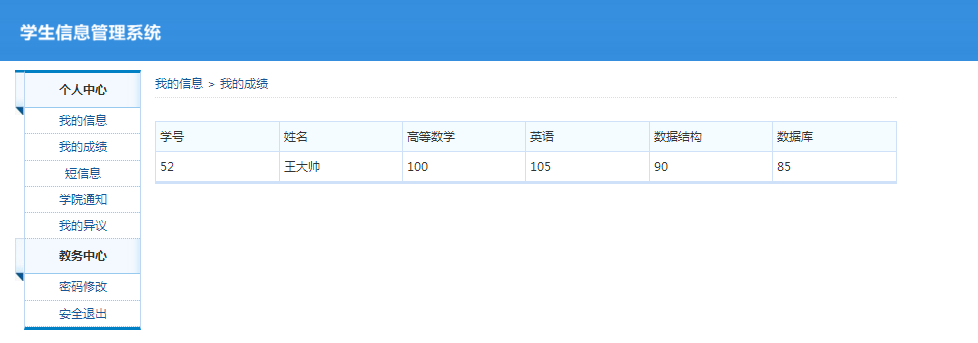 学生信息管理系统
个人中心
我的信息
我的成绩
短信息
学院通知
我的异议
教务中心
密码修改
安全退出
我的信息 > 我的成绩
学号 姓名 高等数学 英语 数据结构 数据库
52 王大帅 100 105 90 85